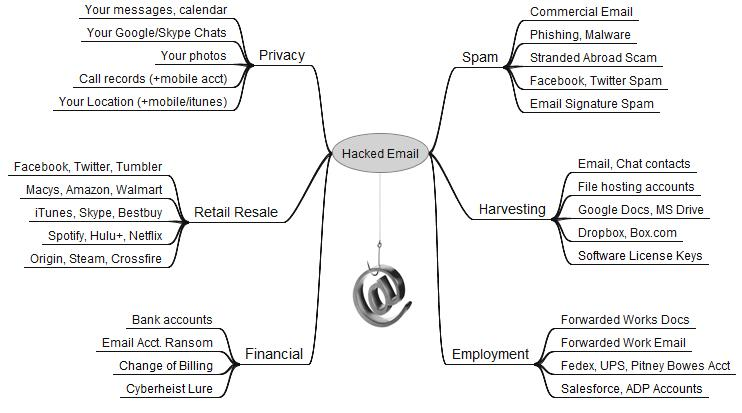 Hacked Email
Privacy
Your messages, calendar
Your Google/Skype Chats
Your photos
Call records (+mobile acct)
Your Location (+mobile/itunes)
Retail Resale
Facebook, Twitter, Tumbler
Macys, Amazon, Walmart
iTunes, Skype, Bestbuy
Spotify, Hulu+, Netflix
Origin, Steam, Crossfire
Financial
Bank accounts
Email Acct. Ransom
Change of Billing
Cyberheist Lure
Spam
Commercial Email
Phishing, Malware
Stranded Abroad Scam
Facebook, Twitter Spam
Email Signature Spam
Harvesting
Email, Chat contacts
File hosting accounts
Google Docs, MS Drive
Dropbox, Box.com
Software License Keys
Employment
Forwarded Works Docs
Forwarded Work Email
Fedex, UPS, Pitney Bowes Acct
Salesforce, ADP Accounts
@